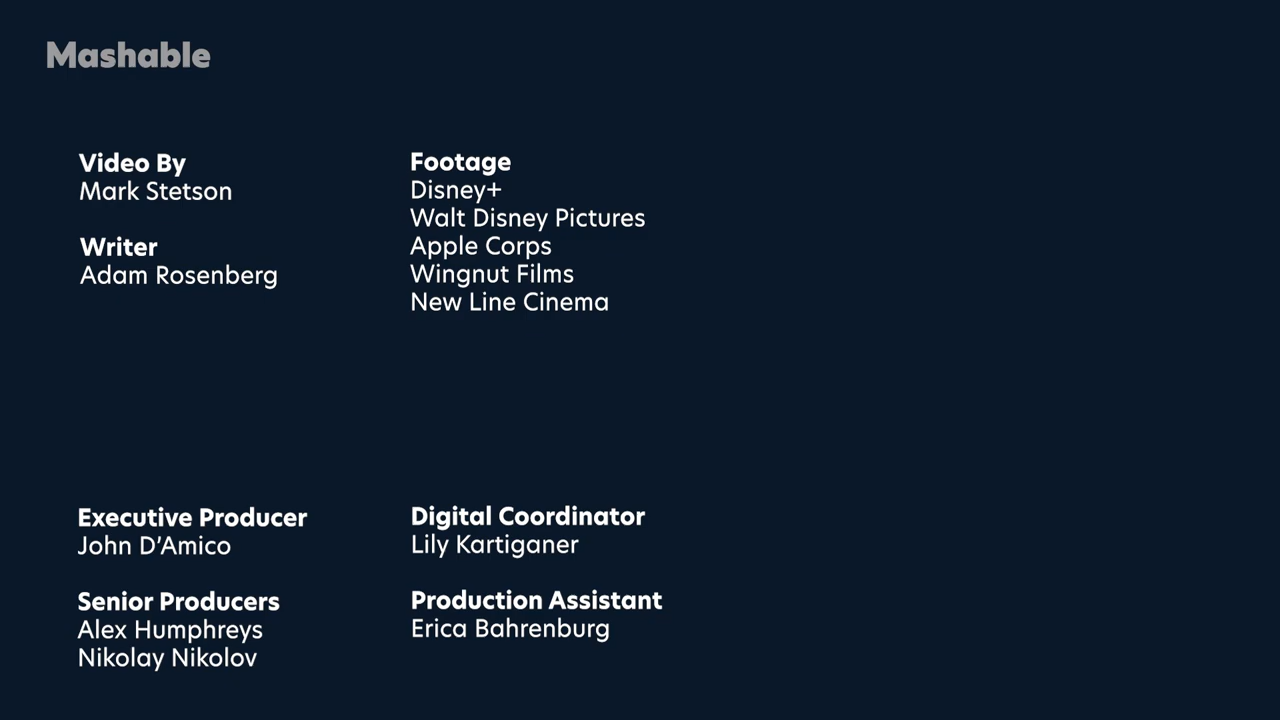 Mashable
Video By
Mark Stetson
Writer
Adam Rosenberg
Footage
Disney+
Walt Disney Pictures
Apple Corps
Wingnut Films
New Line Cinema
Executive Producer
John D’Amico
Senior Producers
Alex Humphreys
Nikolay Nikolov
Digital Coordinator
Lily Kartiganer
Production Assistant
Erica Bahrenburg